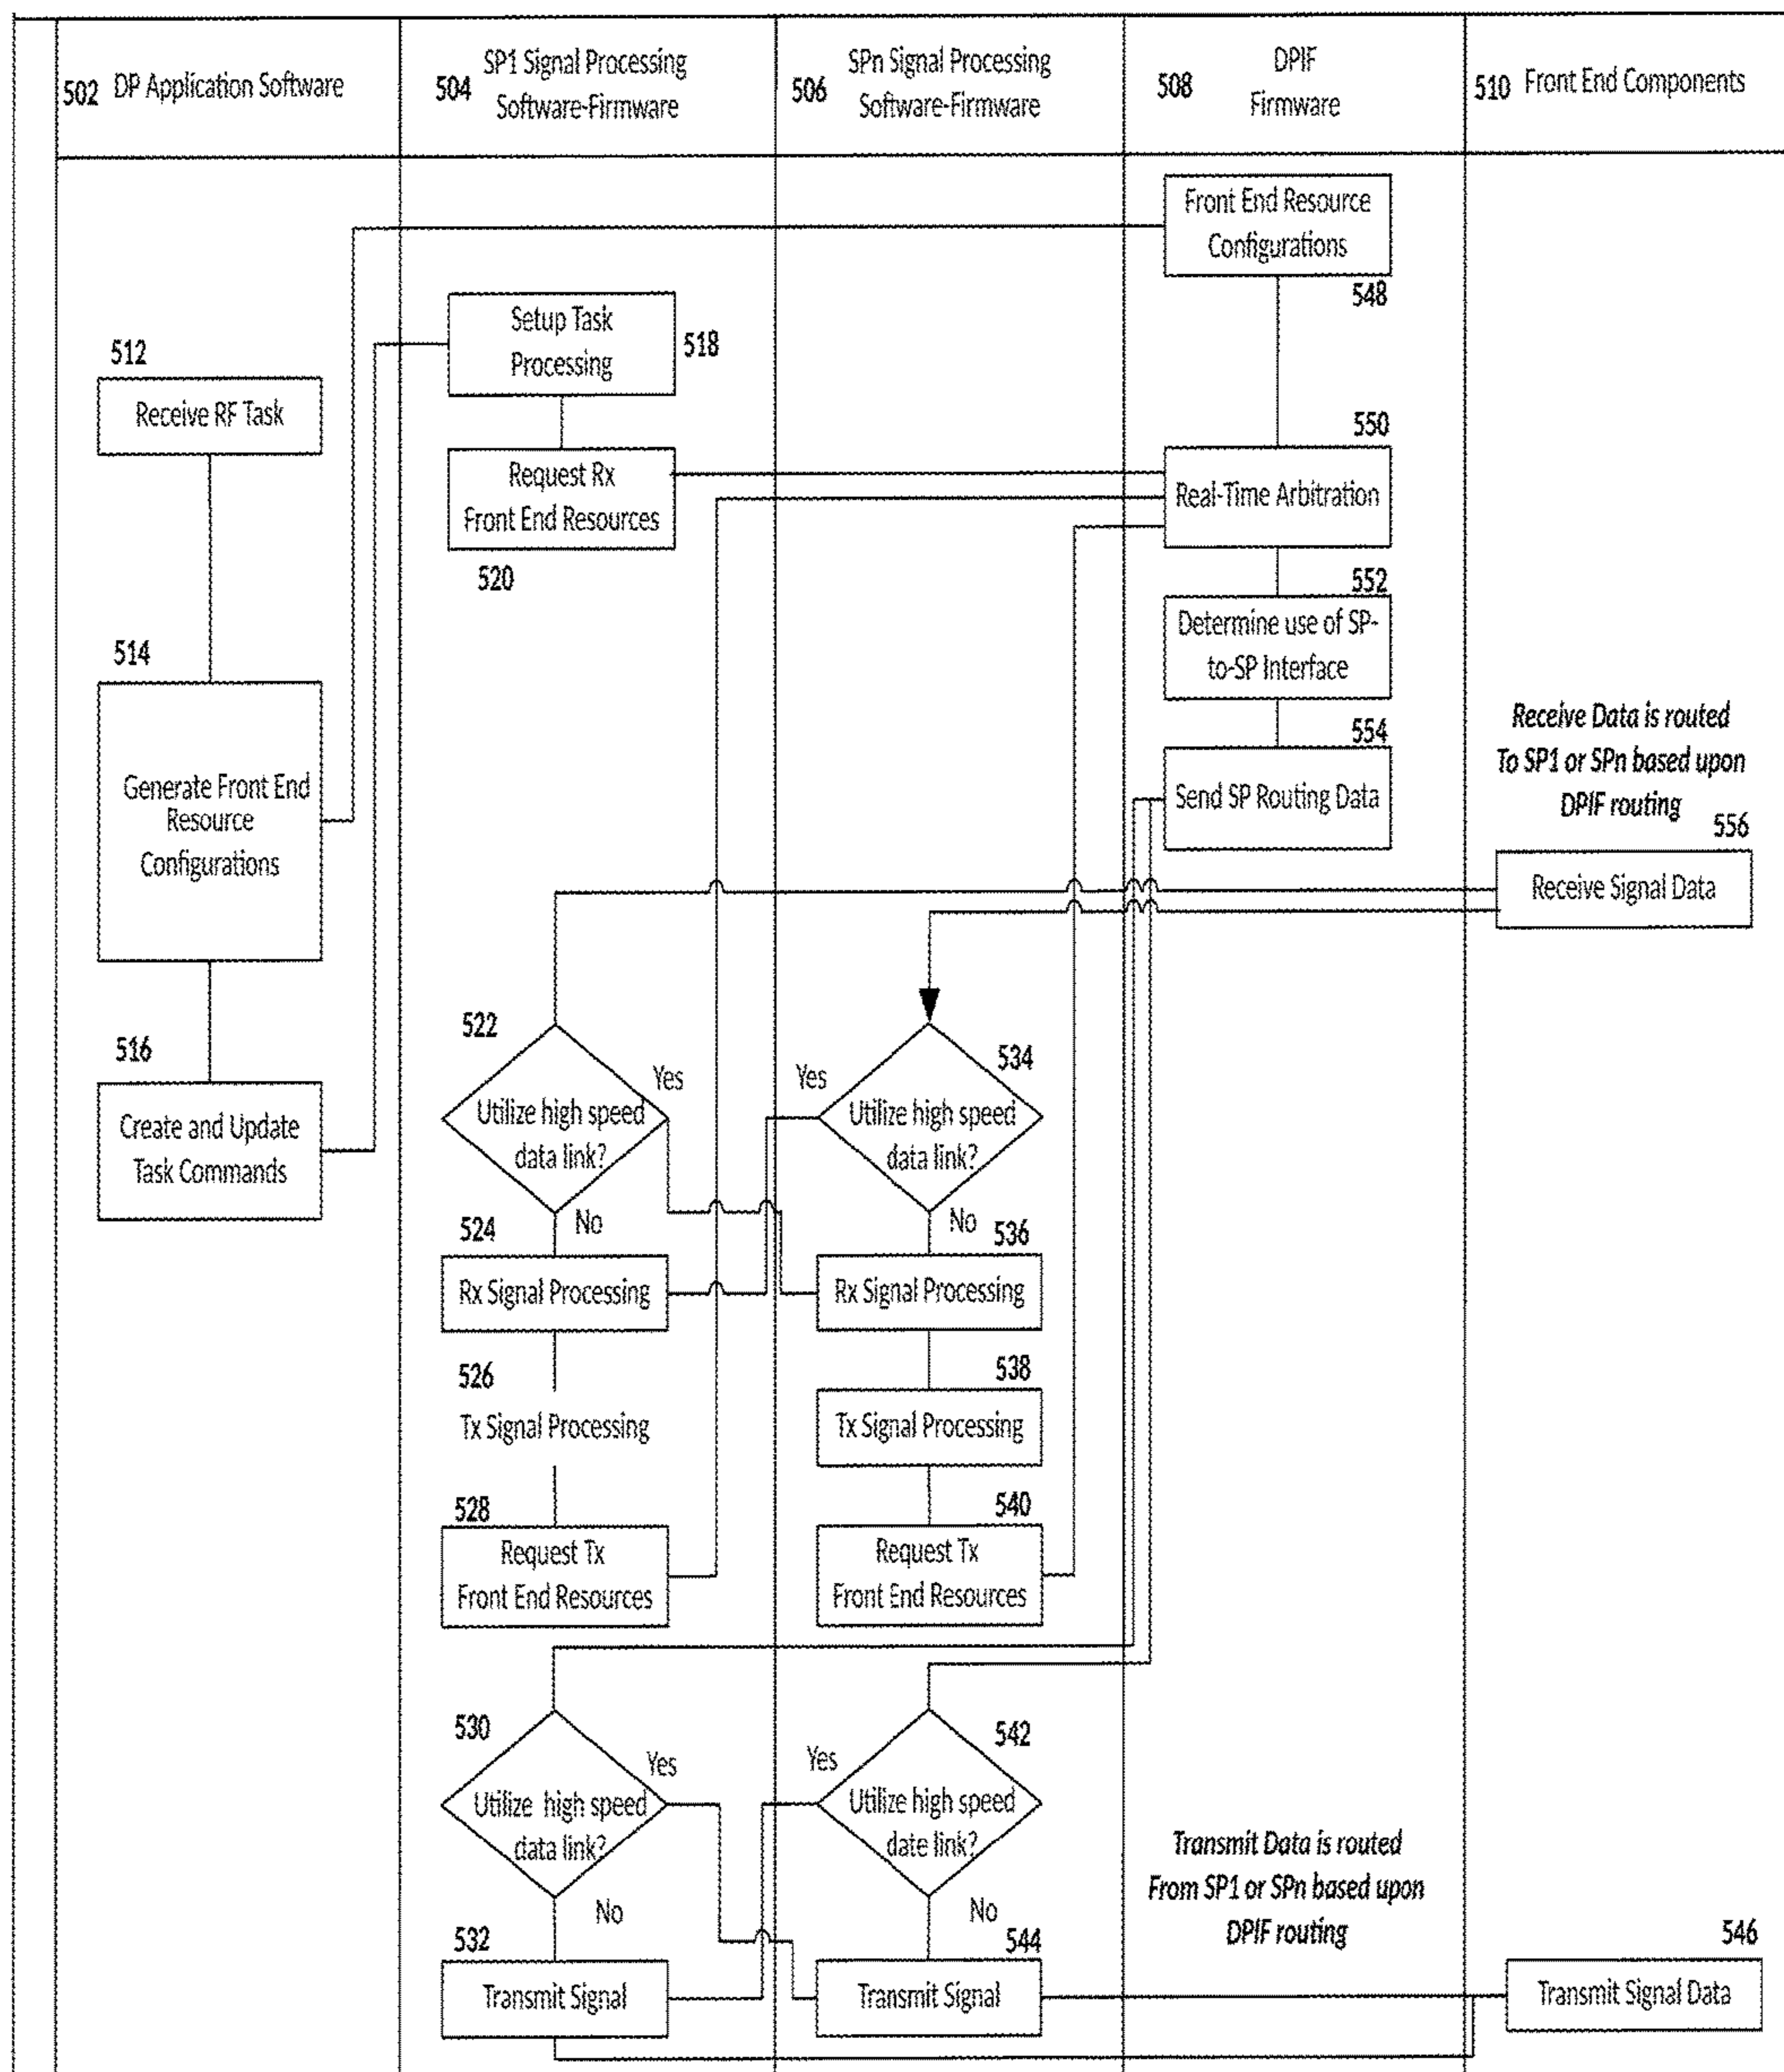 502 DP Application Software
504 SP1 Signal Processing
Software-Firmware
506 SPn Signal Processing
Software-Firmware
508 DPIF
Firmware
510 Front End Components
512
Receive RF Task
514
Generate Front End
Resource
Configurations
516
Create and Update
Task Commands
Setup Task
Processing
518
Request Rx
Front End Resources
520
522
Utilize high speed
data link?
Yes
No
524
Rx Signal Processing
526
Tx Signal Processing
528
Request Tx
Front End Resources
530
Utilize high speed
data link?
Yes
No
532
Transmit Signal
534
Utilize high speed
data link?
Yes
No
536
Rx Signal Processing
538
Tx Signal Processing
540
Request Tx
Front End Resources
542
Utilize high speed
date link?
Yes
No
544
Transmit Signal
Front End Resource
Configurations
548
550
Real-Time Arbitration
552
Determine use of SP-
to-SP Interface
554
Send SP Routing Data
Transmit Data is routed
From SP1 or SPn based upon
DPIF routing
Receive Data is routed
To SP1 or SPn based upon
DPIF routing
556
Receive Signal Data
546
Transmit Signal Data